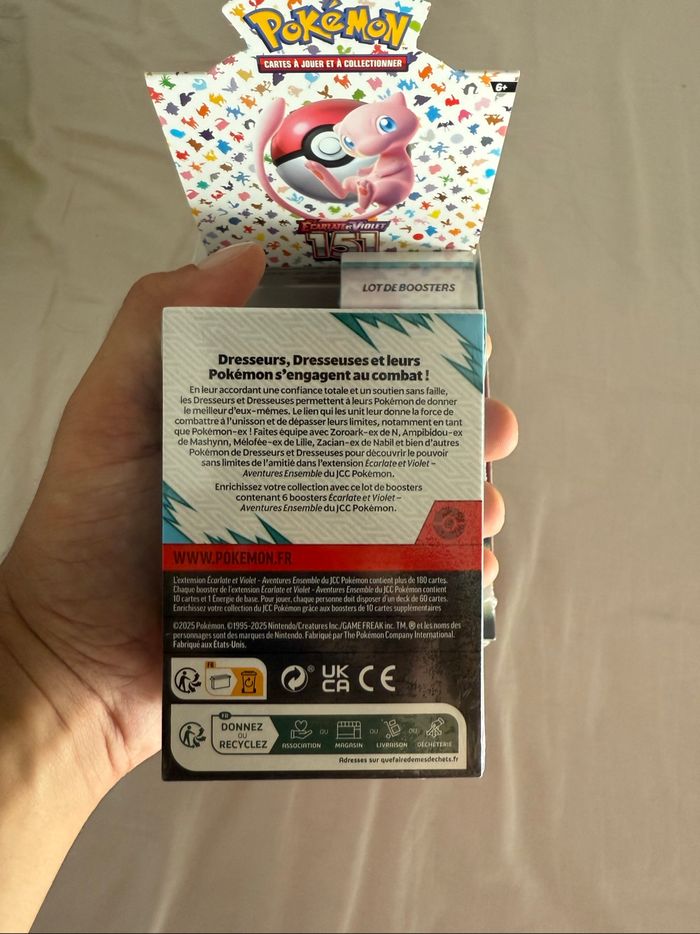 POKÉMON
CARTES À JOUER ET À COLLECTIONNER
6+
ÉCARLATE ET VIOLET
151
LOT DE BOOSTERS
Dresseurs, Dresseuses et leurs
Pokémon s'engagent au combat !
En leur accordant une confiance totale et un soutien sans faille,
les Dresseurs et Dresseuses permettent à leurs Pokémon de donner
le meilleur d'eux-mêmes. Le lien qui les unit leur donne la force de
combattre à l'unisson et de dépasser leurs limites, notamment en tant
que Pokémon-ex ! Faites équipe avec Zoroark-ex de N, Ampibidou-ex
de Mashynn, Mélofée-ex de Lilie, Zacian-ex de Nabil et bien d'autres
Pokémon de Dresseurs et Dresseuses pour découvrir le pouvoir
sans limites de l'amitié dans l'extension Écarlate et Violet –
Aventures Ensemble du JCC Pokémon.
Enrichissez votre collection avec ce lot de boosters
contenant 6 boosters Écarlate et Violet –
Aventures Ensemble du JCC Pokémon.
WWW.POKEMON.FR
L'extension Écarlate et Violet – Aventures Ensemble du JCC Pokémon contient plus de 180 cartes.
Chaque booster de l'extension Écarlate et Violet – Aventures Ensemble du JCC Pokémon contient
10 cartes et 1 Énergie de base. Pour jouer, chaque personne doit disposer d'un deck de 60 cartes.
Enrichissez votre collection du JCC Pokémon grâce aux boosters de 10 cartes supplémentaires
©2025 Pokémon. ©1995-2025 Nintendo/Creatures Inc./GAME FREAK inc. TM, ® et les noms des
personnages sont des marques de Nintendo. Fabriqué par The Pokémon Company International.
Fabriqué aux États-Unis.
FR
® UK CA CE
FR
DONNEZ
OU
RECYCLEZ
ASSOCIATION OU MAGASIN OU LIVRAISON OU DÉCHÈTERIE
Adresses sur quefairedemesdechets.fr